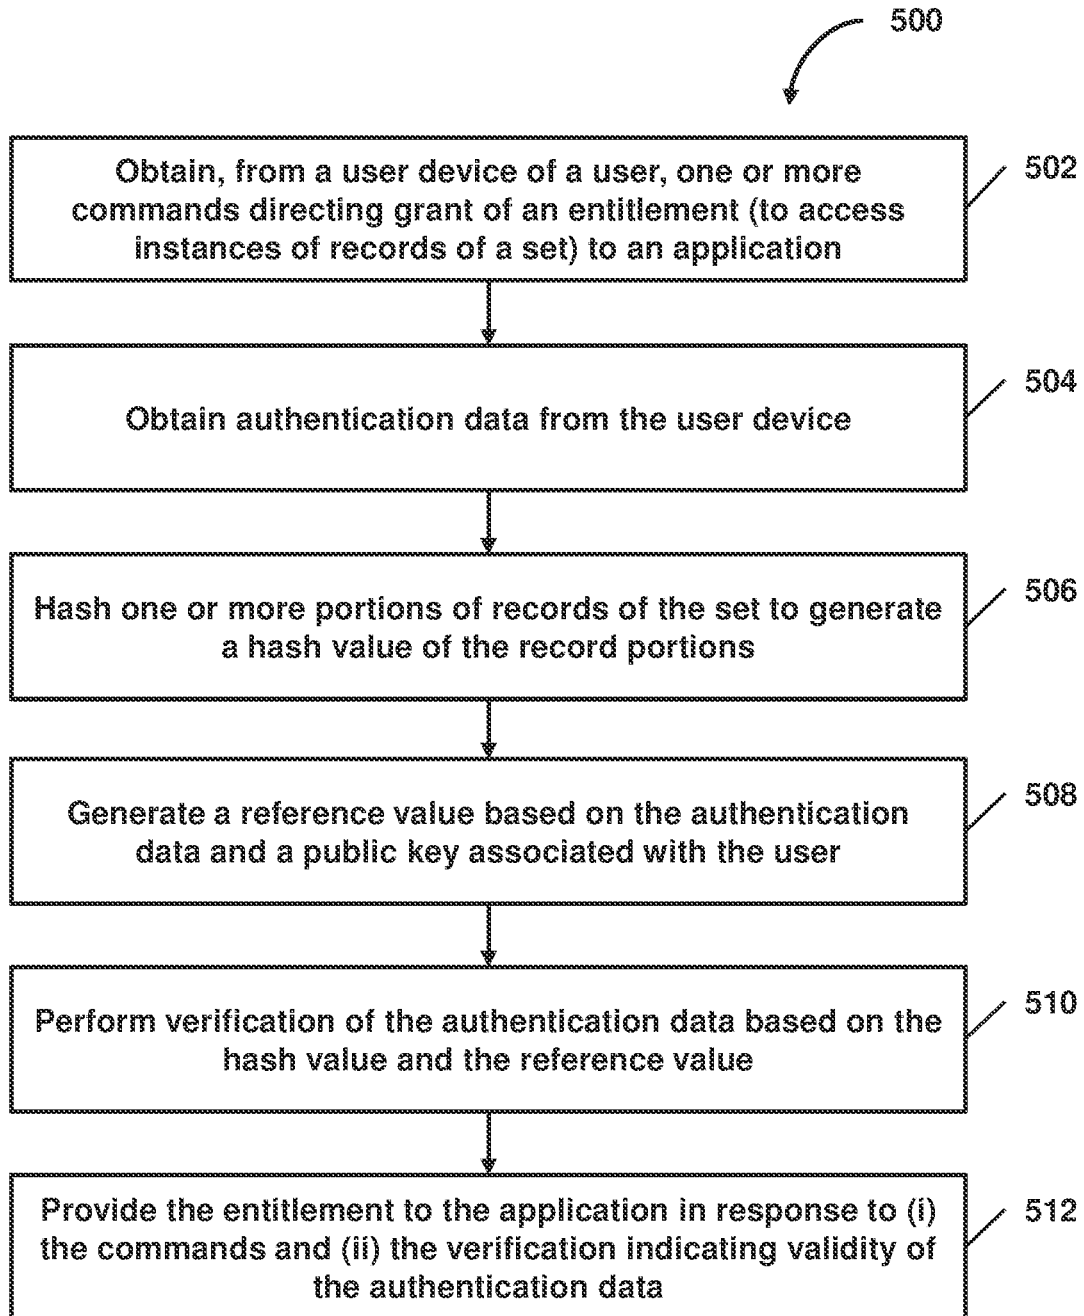 500
Obtain, from a user device of a user, one or more
commands directing grant of an entitlement (to access
instances of records of a set) to an application
502
Obtain authentication data from the user device
504
Hash one or more portions of records of the set to generate
a hash value of the record portions
506
Generate a reference value based on the authentication
data and a public key associated with the user
508
Perform verification of the authentication data based on the
hash value and the reference value
510
Provide the entitlement to the application in response to (i)
the commands and (ii) the verification indicating validity of
the authentication data
512